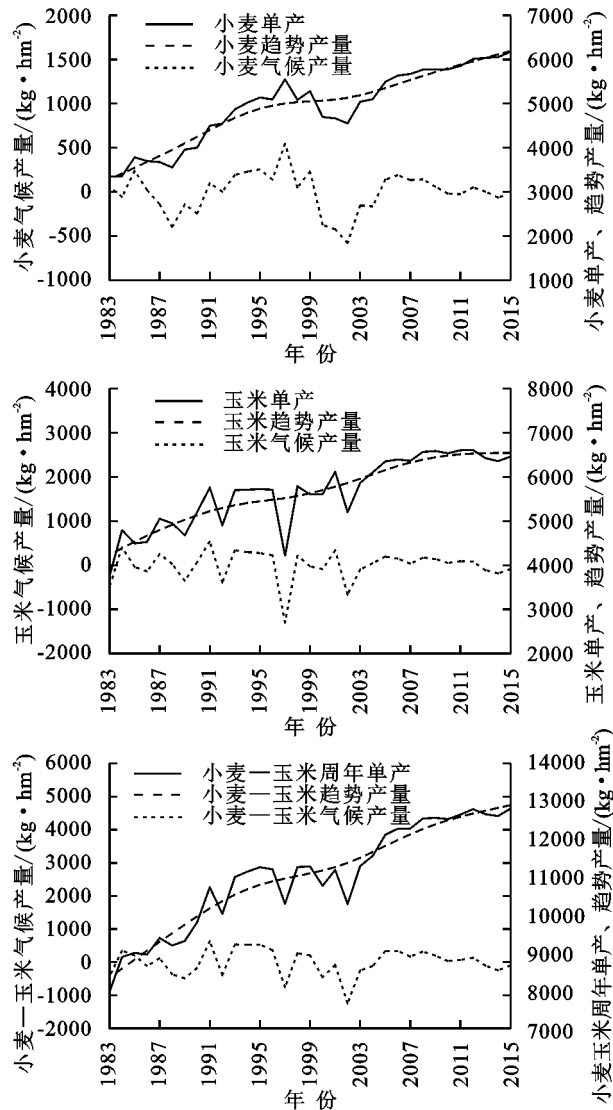 小麦单产
小麦趋势产量
小麦气候产量
小麦气候产量/(kg·hm-2)
2000
1500
1000
500
0
-500
-1000
7000
6000
5000
4000
3000
2000
1000
小麦单产、趋势产量/(kg·hm-2)
1983 1987 1991 1995 1999 2003 2007 2011 2015
年 份
玉米单产
玉米趋势产量
玉米气候产量
玉米气候产量/(kg·hm-2)
4000
3000
2000
1000
0
-1000
-2000
8000
7000
6000
5000
4000
3000
2000
玉米单产、趋势产量/(kg·hm-2)
1983 1987 1991 1995 1999 2003 2007 2011 2015
年 份
小麦—玉米周年单产
小麦—玉米趋势产量
小麦—玉米气候产量
小麦—玉米气候产量/(kg·hm-2)
6000
5000
4000
3000
2000
1000
0
-1000
-2000
14000
13000
12000
11000
10000
9000
8000
7000
小麦玉米周年单产、趋势产量/(kg·hm-2)
1983 1987 1991 1995 1999 2003 2007 2011 2015
年 份